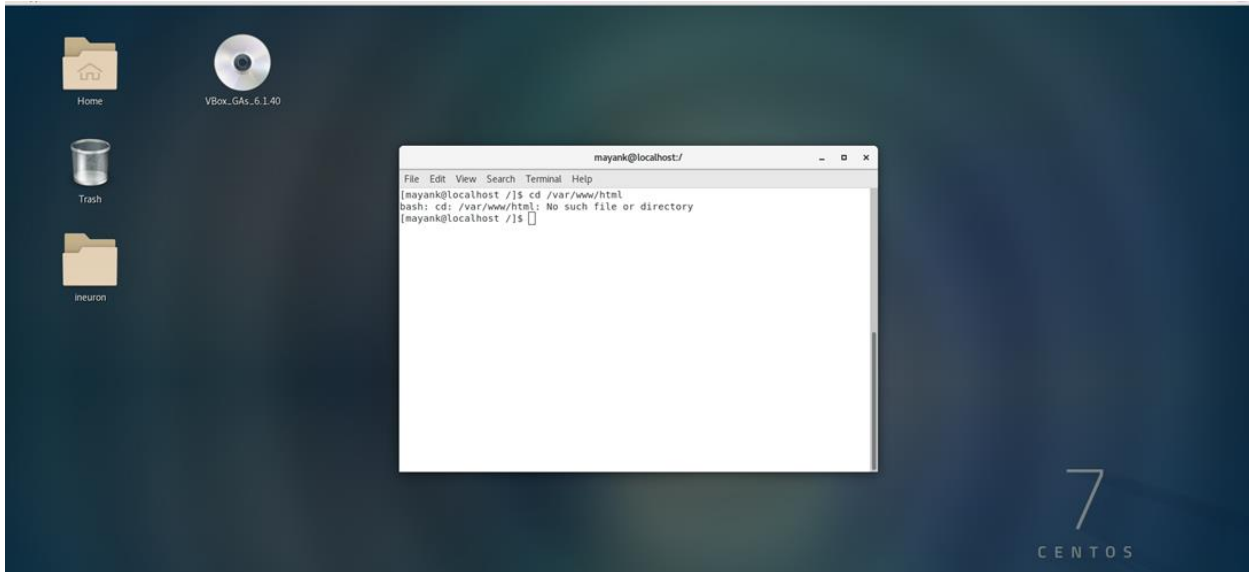 Home
VBox_GAs_6.1.40
Trash
ineuron
mayank@localhost:/
File Edit View Search Terminal Help
[mayank@localhost /]$ cd /var/www/html
bash: cd: /var/www/html: No such file or directory
[mayank@localhost /]$
7
CENTOS